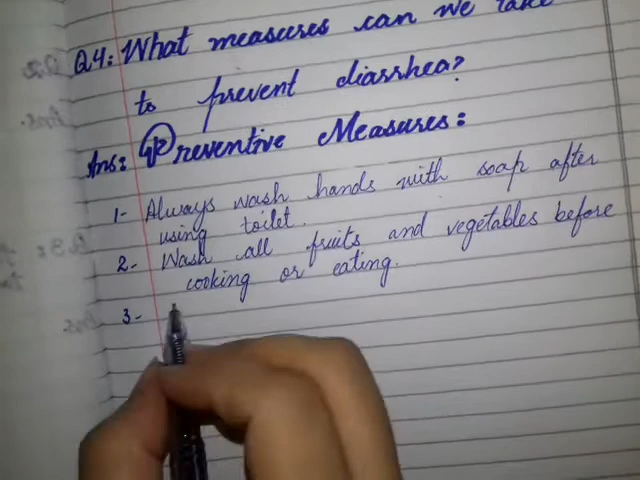 Q4: What measures can we take
to prevent diarrhea?
Ans: Preventive Measures:
1- Always wash hands with soap after
using toilet.
2. Wash all fruits and vegetables before
cooking or eating.
3-